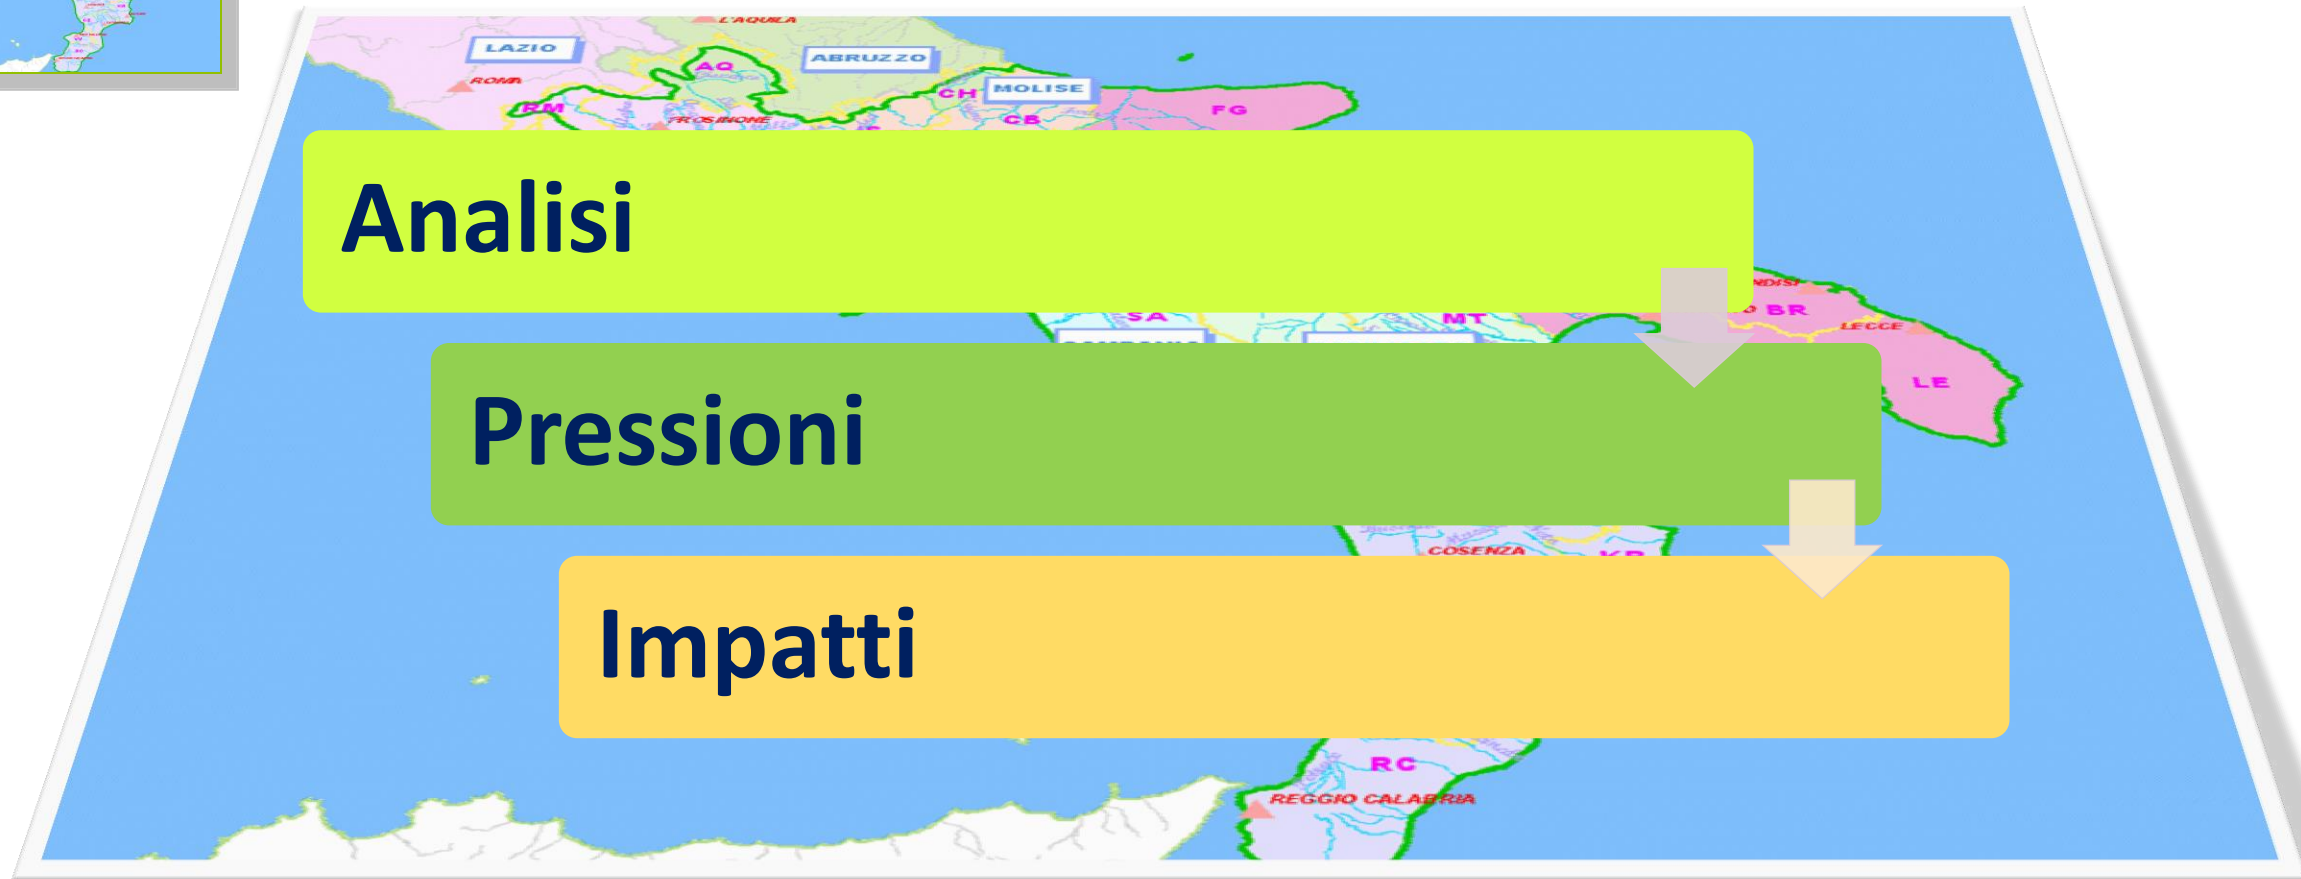 L'AQUILA
LAZIO
ABRUZZO
AQ
ROMA
MOLISE
CH
RM
FG
FROSINONE
CB
Analisi
BR
SA
MT
LECCE
Pressioni
LE
COSENZA
KR
Impatti
RC
REGGIO CALABRIA